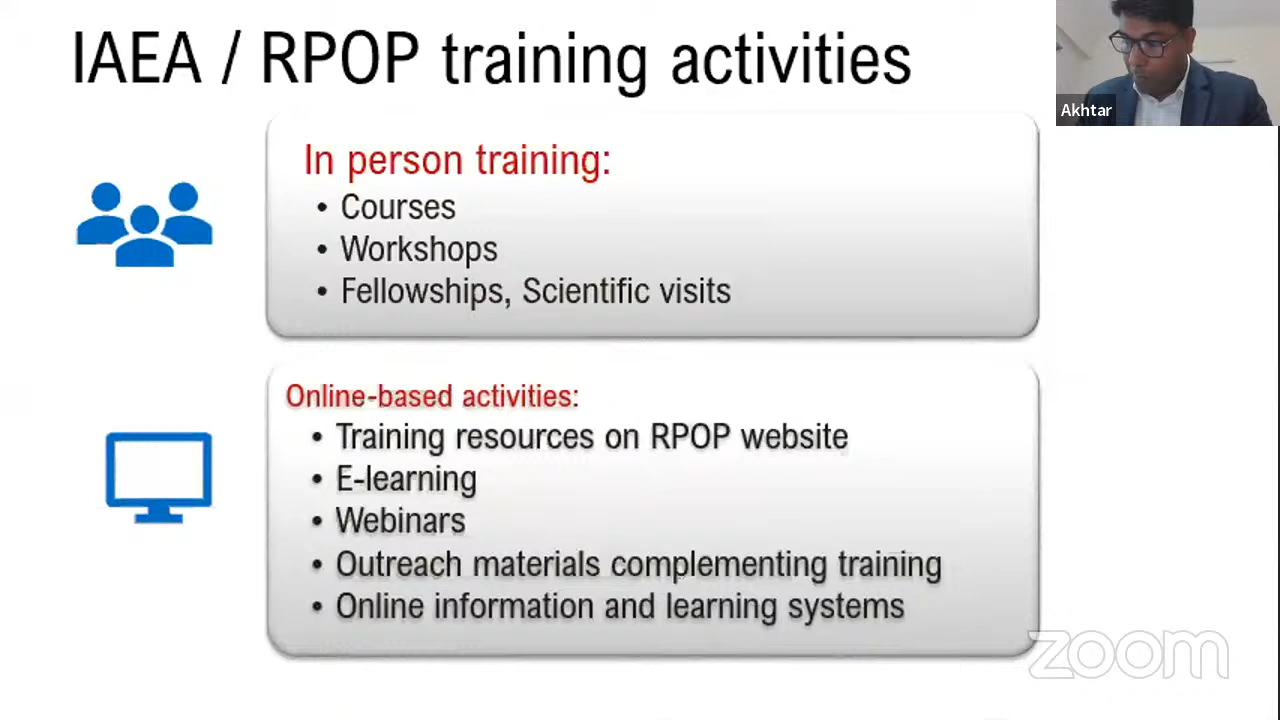 IAEA / RPOP training activities
Akhtar
In person training:
• Courses
• Workshops
• Fellowships, Scientific visits
Online-based activities:
• Training resources on RPOP website
• E-learning
• Webinars
• Outreach materials complementing training
• Online information and learning systems
zoom